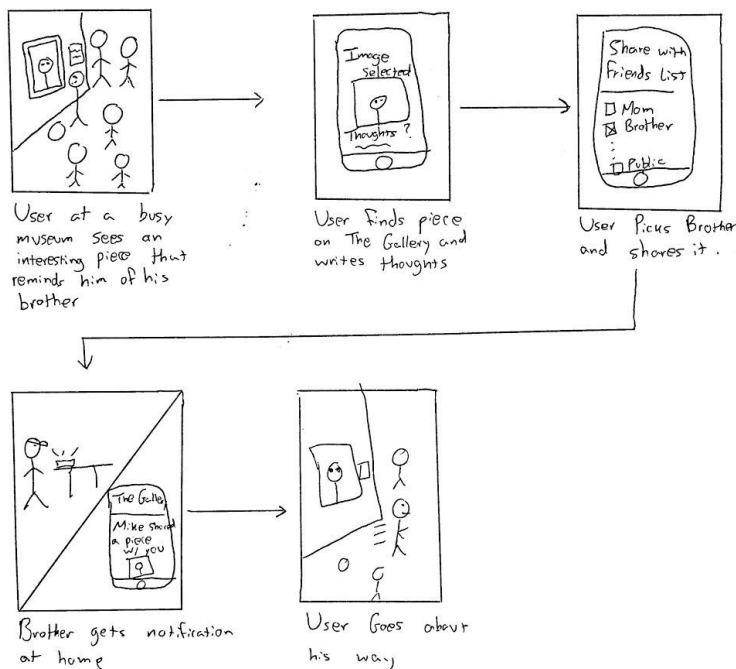 Image
selected
Thoughts?
Share with
Friends List
Mom
Brother
Public
User at a busy
museum sees an
interesting piece that
reminds him of his
brother
User finds piece
on The Gallery and
writes thoughts
User Picks Brother
and shares it.
The Gallery
Mike shared
a piece
w/ you
Brother gets notification
at home
User Goes about
his way